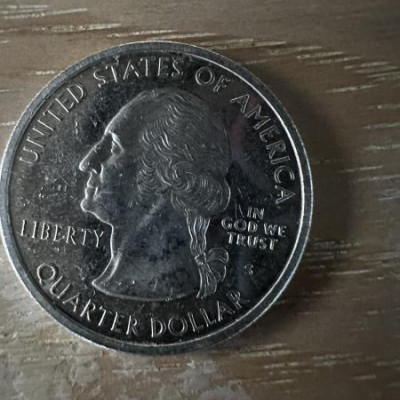 UNITED STATES OF AMERICA
LIBERTY
IN
GOD WE
TRUST
S
QUARTER DOLLAR